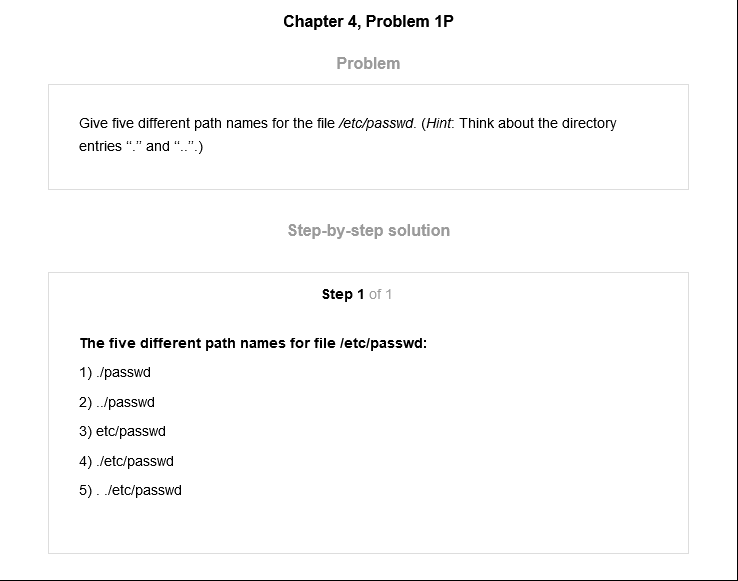 Chapter 4, Problem 1P
Problem
Give five different path names for the file /etc/passwd. (Hint: Think about the directory
entries “.” and “..”.)
Step-by-step solution
Step 1 of 1
The five different path names for file /etc/passwd:
1) ./passwd
2) ../passwd
3) etc/passwd
4) ./etc/passwd
5) . ./etc/passwd